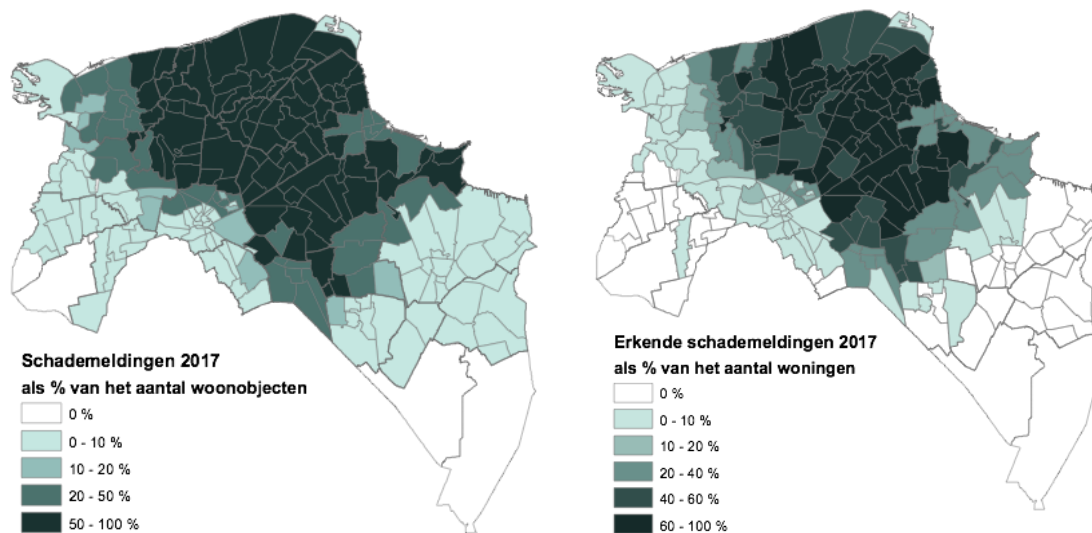 Schademeldingen 2017
als % van het aantal woonobjecten
0 %
0 - 10 %
10 - 20 %
20 - 50 %
50 - 100 %
Erkende schademeldingen 2017
als % van het aantal woningen
0 %
0 - 10 %
10 - 20 %
20 - 40 %
40 - 60 %
60 - 100 %